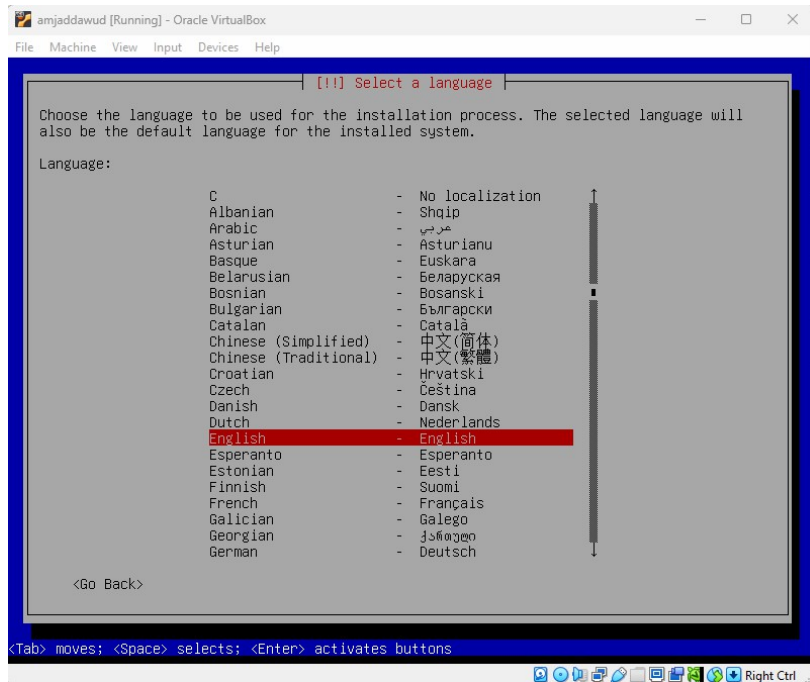 amjaddawud [Running] - Oracle VirtualBox
File Machine View Input Devices Help
[!!] Select a language
Choose the language to be used for the installation process. The selected language will
also be the default language for the installed system.
Language:
C - No localization
Albanian - Shqip
Arabic - عربي
Asturian - Asturianu
Basque - Euskara
Belarusian - Беларуская
Bosnian - Bosanski
Bulgarian - Български
Catalan - Català
Chinese (Simplified) - 中文(简体)
Chinese (Traditional) - 中文(繁體)
Croatian - Hrvatski
Czech - Čeština
Danish - Dansk
Dutch - Nederlands
English - English
Esperanto - Esperanto
Estonian - Eesti
Finnish - Suomi
French - Français
Galician - Galego
Georgian - ქართული
German - Deutsch
<Go Back>
<Tab> moves; <Space> selects; <Enter> activates buttons
Right Ctrl